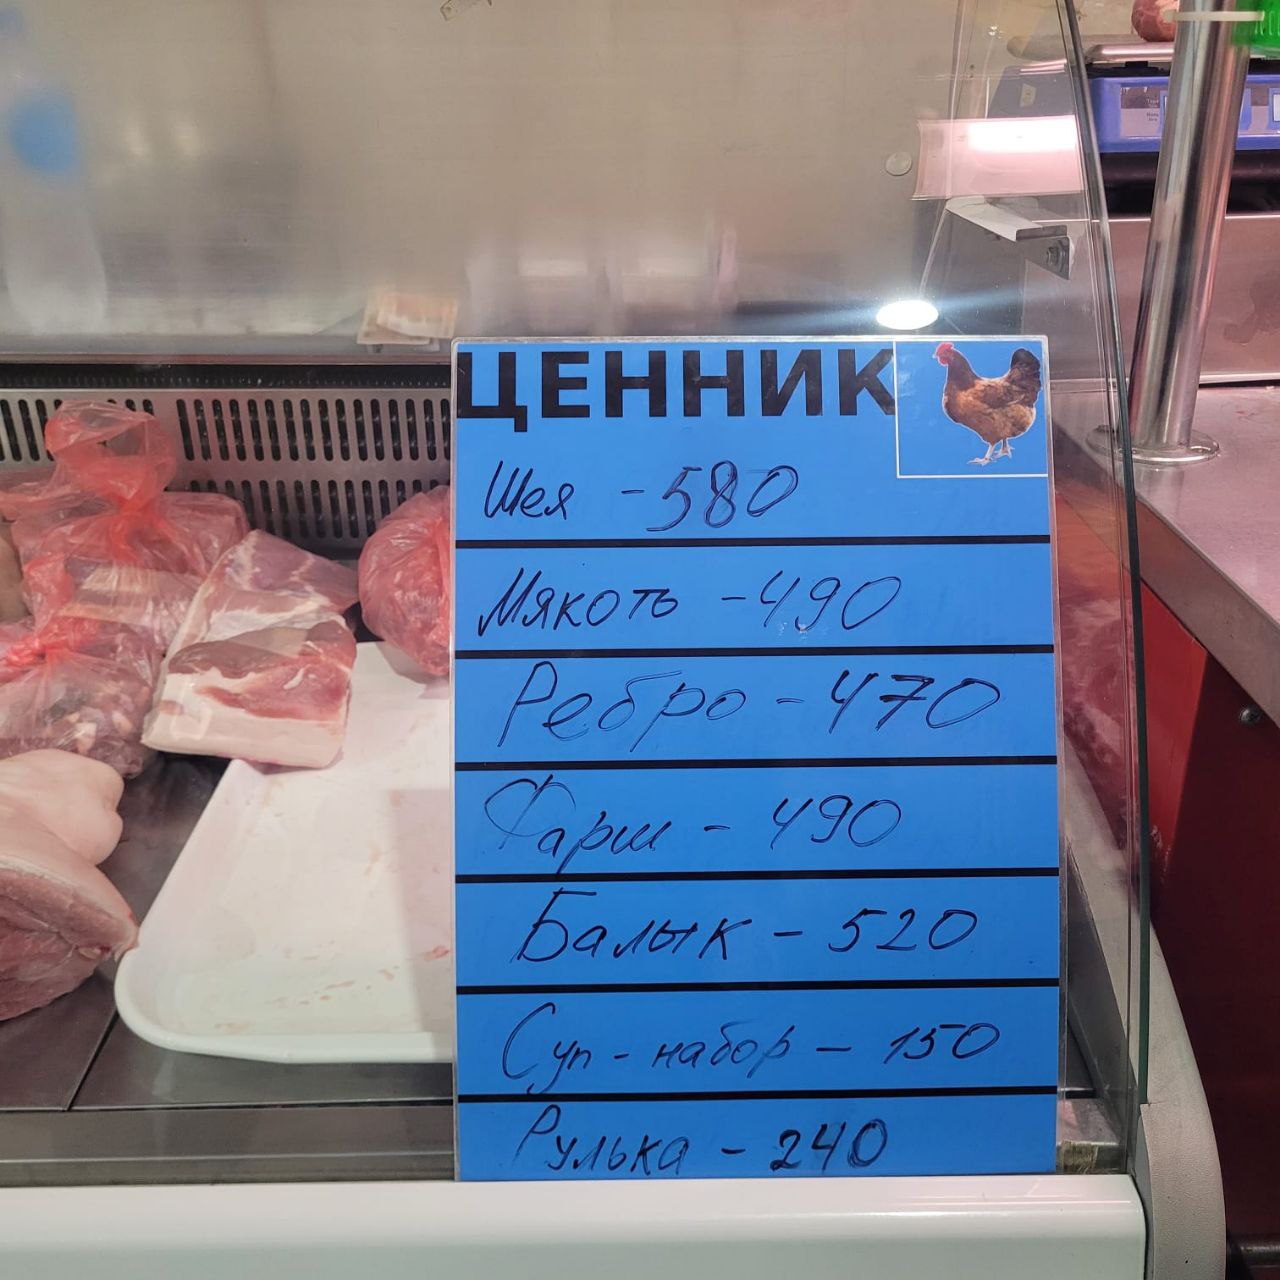 ЦЕННИК
Шея - 580
Мякоть - 490
Ребро - 470
Фарш - 490
Балык - 520
Суп - набор - 150
Рулька - 240